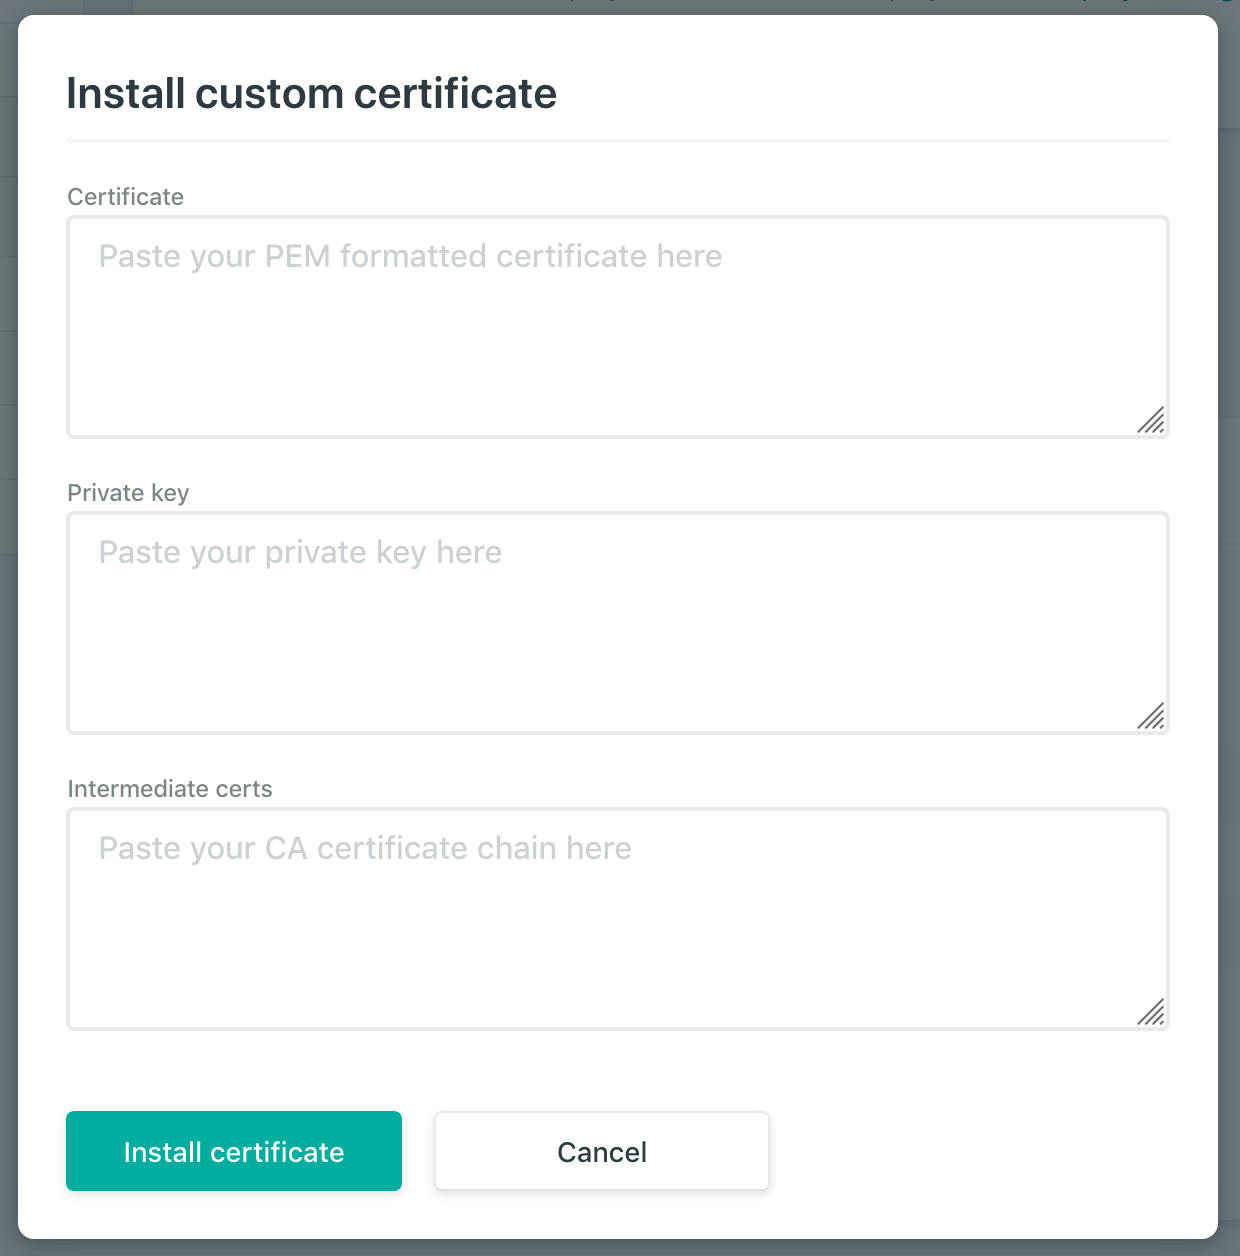 Install custom certificate
Certificate
Paste your PEM formatted certificate here
Private key
Paste your private key here
Intermediate certs
Paste your CA certificate chain here
Install certificate
Cancel